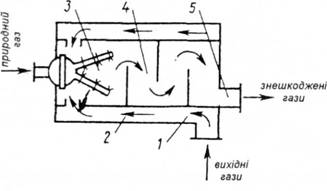 природний
газ
3
4
5
знешкоджені
гази
2
1
вихідні
гази